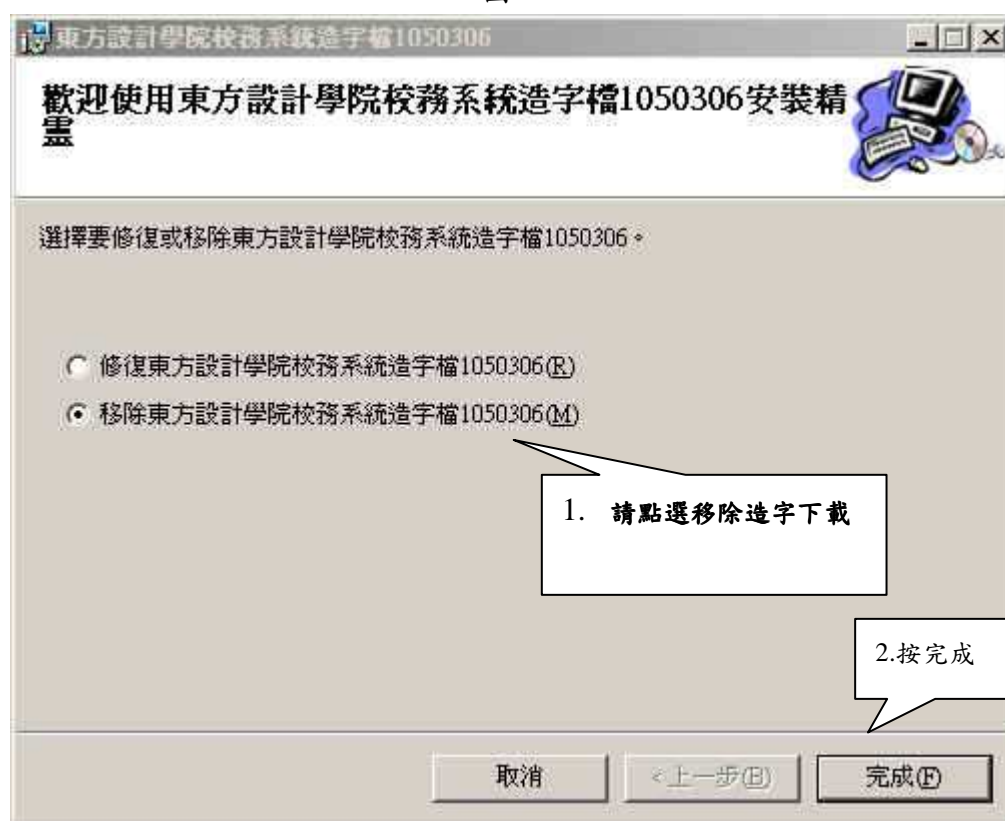 東方設計學院校務系統造字檔1050306
歡迎使用東方設計學院校務系統造字檔1050306安裝精
靈
選擇要修復或移除東方設計學院校務系統造字檔1050306。
修復東方設計學院校務系統造字檔1050306(R)
移除東方設計學院校務系統造字檔1050306(M)
1. 請點選移除造字下載
2.按完成
取消
<上一步(B)
完成(F)